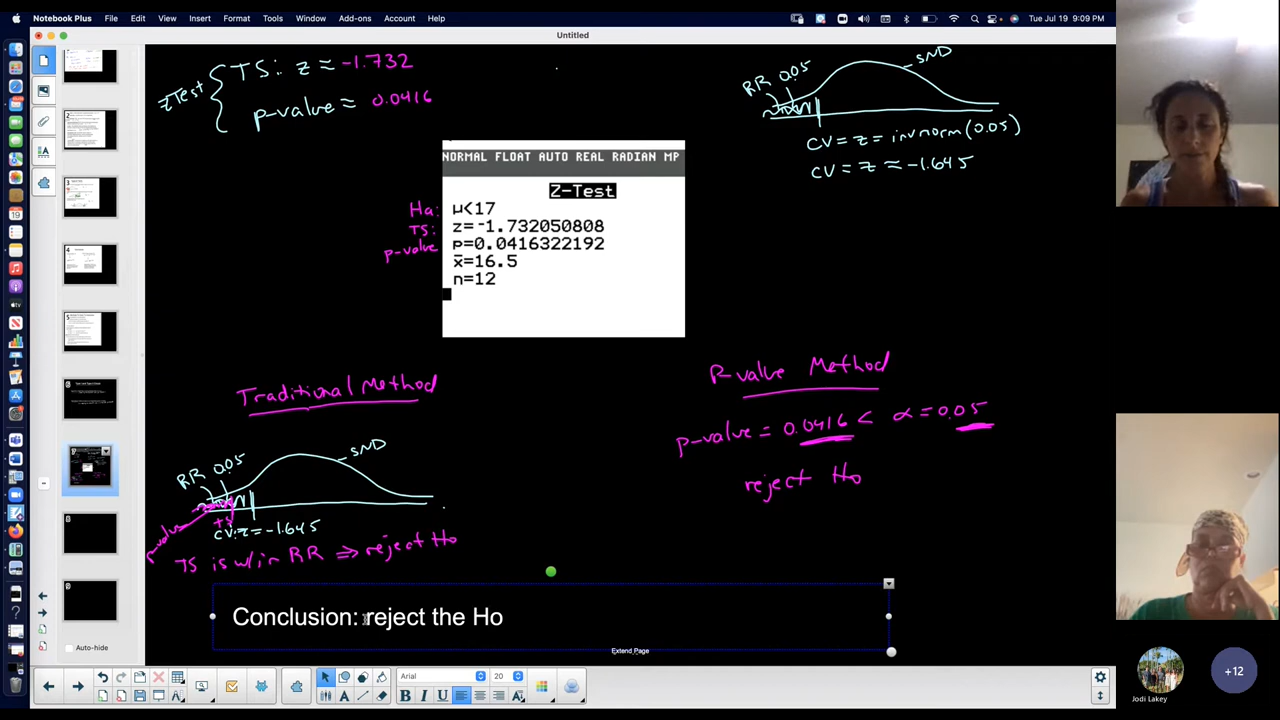 Notebook Plus File Edit View Insert Format Tools Window Add-ons Account Help
Tue Jul 19 9:09 PM
Untitled
zTest
TS: z ≈ -1.732
p-value ≈ 0.0416
RR 0.05
SND
CV = z = invnorm(0.05)
CV = z ≈ -1.645
NORMAL FLOAT AUTO REAL RADIAN MP
Z-Test
Ha: μ<17
TS: z=-1.732050808
p-value p=0.0416322192
x̄=16.5
n=12
Traditional Method
RR 0.05
SND
p-value
TS
CV: z = -1.645
TS is w/in RR ⇒ reject Ho
P-value Method
p-value = 0.0416 < α = 0.05
reject Ho
Conclusion: reject the Ho
Extend Page
Auto-hide
Arial 20
B I U
Jodi Lakey
+12